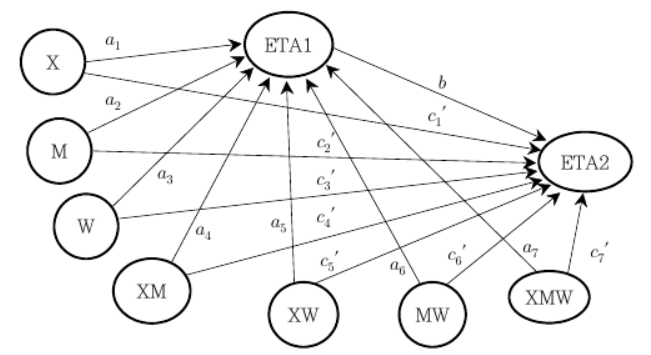 X
a₁
ETA1
b
c₁′
a₂
M
c₂′
ETA2
a₃
c₃′
W
a₄
a₅
c₄′
XM
c₅′
a₆
c₆′
a₇
c₇′
XW
MW
XMW